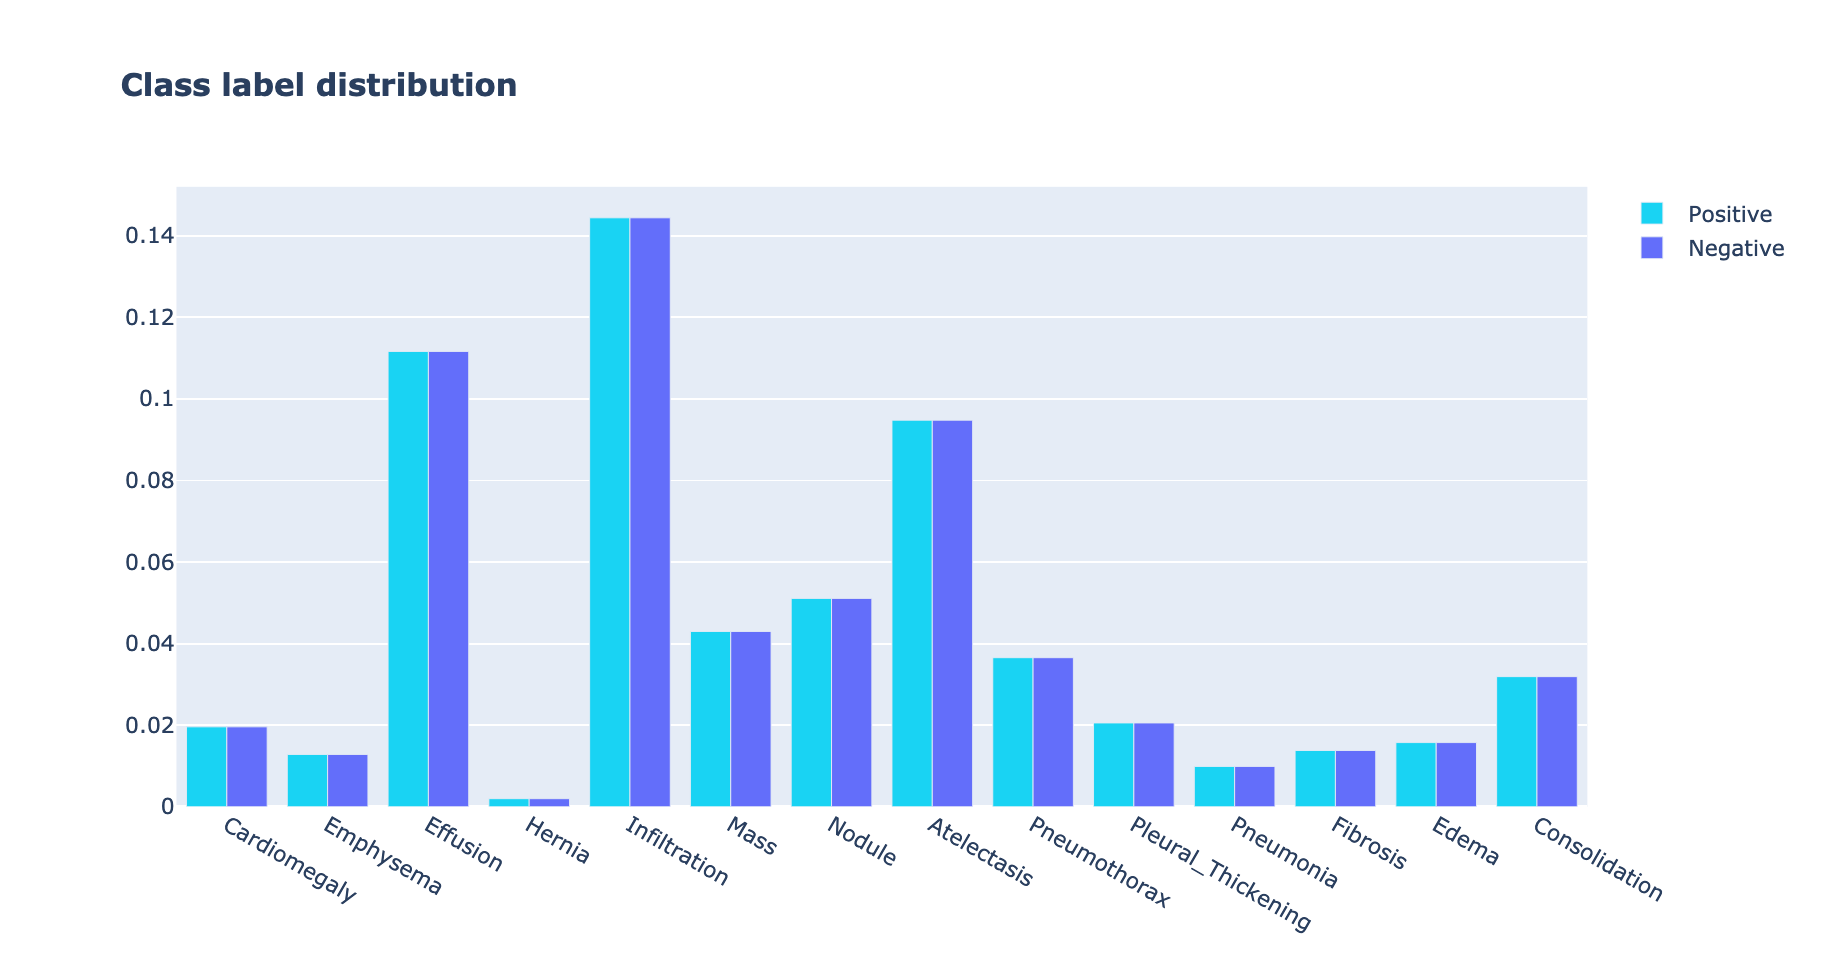 Class label distribution
Positive
Negative
0.14
0.12
0.1
0.08
0.06
0.04
0.02
0
Cardiomegaly
Emphysema
Effusion
Hernia
Infiltration
Mass
Nodule
Atelectasis
Pneumothorax
Pleural_Thickening
Pneumonia
Fibrosis
Edema
Consolidation